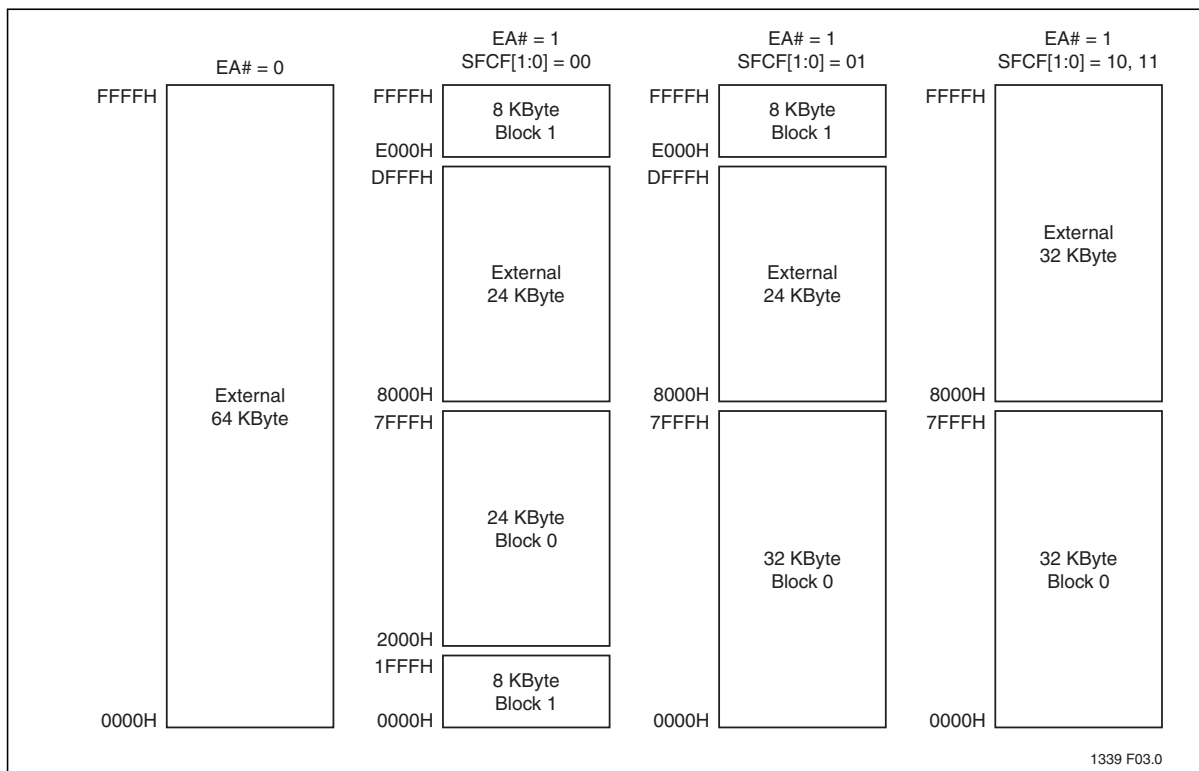 EA# = 0
FFFFH
External
64 KByte
0000H
EA# = 1
SFCF[1:0] = 00
FFFFH
8 KByte
Block 1
E000H
DFFFH
External
24 KByte
8000H
7FFFH
24 KByte
Block 0
2000H
1FFFH
8 KByte
Block 1
0000H
EA# = 1
SFCF[1:0] = 01
FFFFH
8 KByte
Block 1
E000H
DFFFH
External
24 KByte
8000H
7FFFH
32 KByte
Block 0
0000H
EA# = 1
SFCF[1:0] = 10, 11
FFFFH
External
32 KByte
8000H
7FFFH
32 KByte
Block 0
0000H
1339 F03.0